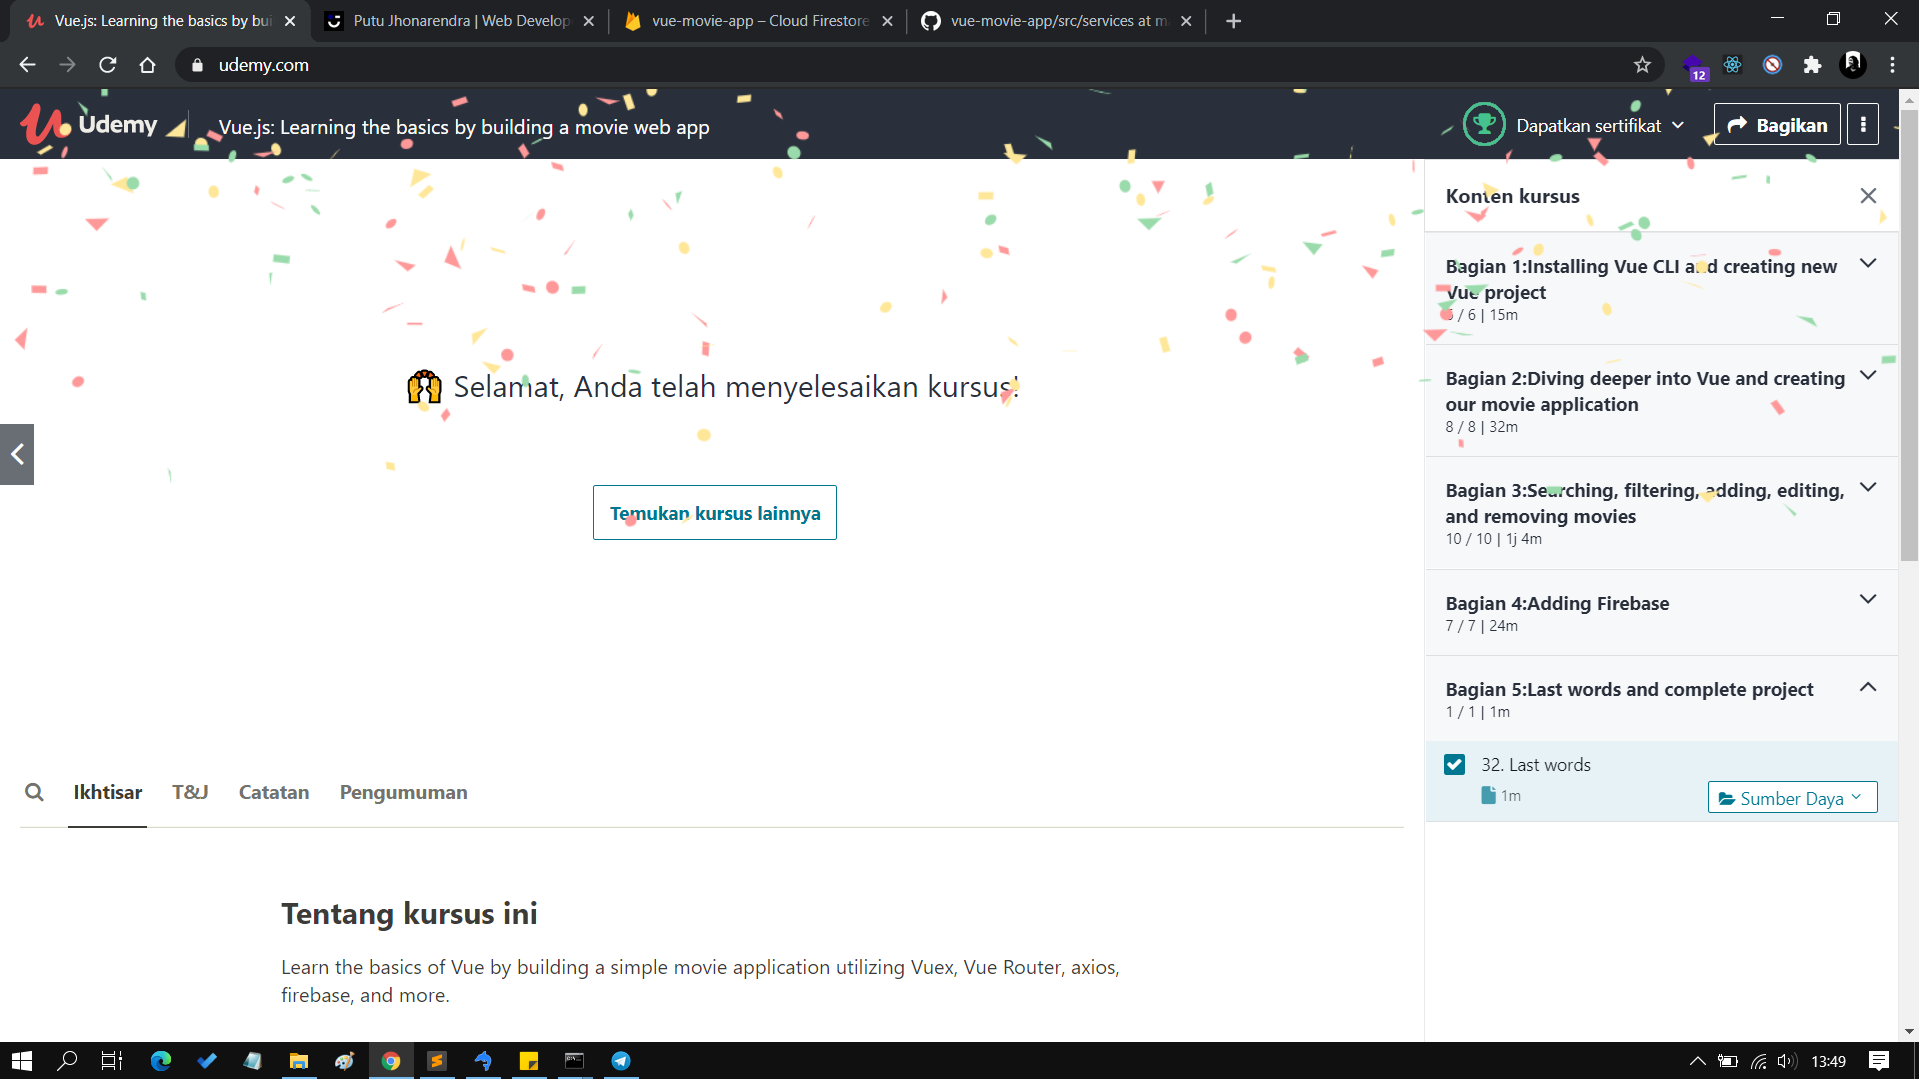 Vue.js: Learning the basics by bui
Putu Jhonarendra | Web Develop
vue-movie-app – Cloud Firestore
vue-movie-app/src/services at m
udemy.com
12
Udemy
Vue.js: Learning the basics by building a movie web app
Dapatkan sertifikat
Bagikan
Konten kursus
Bagian 1:Installing Vue CLI and creating new
Vue project
/ 6 | 15m
Bagian 2:Diving deeper into Vue and creating
our movie application
8 / 8 | 32m
Bagian 3:Searching, filtering, adding, editing,
and removing movies
10 / 10 | 1j 4m
Bagian 4:Adding Firebase
7 / 7 | 24m
Bagian 5:Last words and complete project
1 / 1 | 1m
32. Last words
1m
Sumber Daya
Selamat, Anda telah menyelesaikan kursus!
Temukan kursus lainnya
Ikhtisar
T&J
Catatan
Pengumuman
Tentang kursus ini
Learn the basics of Vue by building a simple movie application utilizing Vuex, Vue Router, axios,
firebase, and more.
13:49